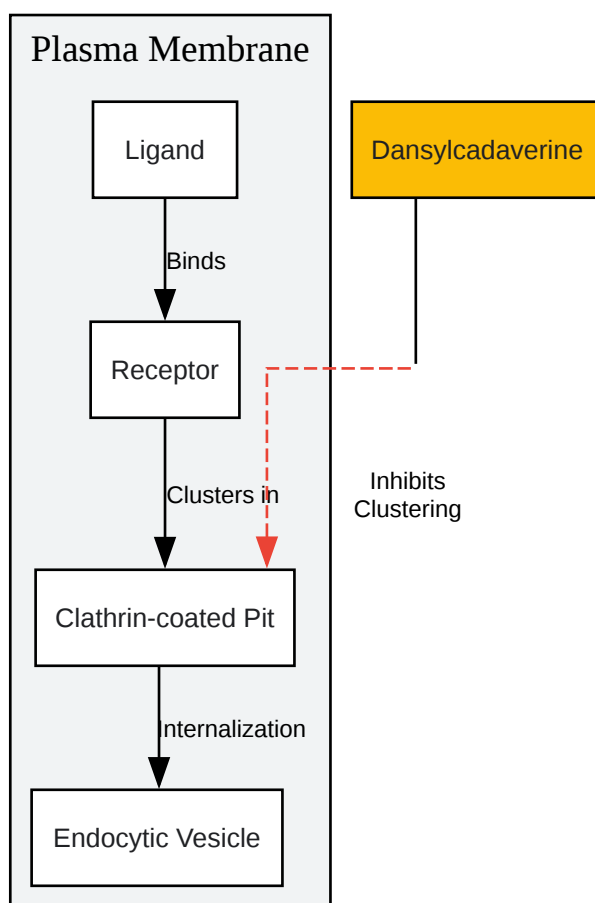 Plasma Membrane
Ligand
Dansylcadaverine
Binds
Receptor
Clusters in
Inhibits
Clustering
Clathrin-coated Pit
Internalization
Endocytic Vesicle